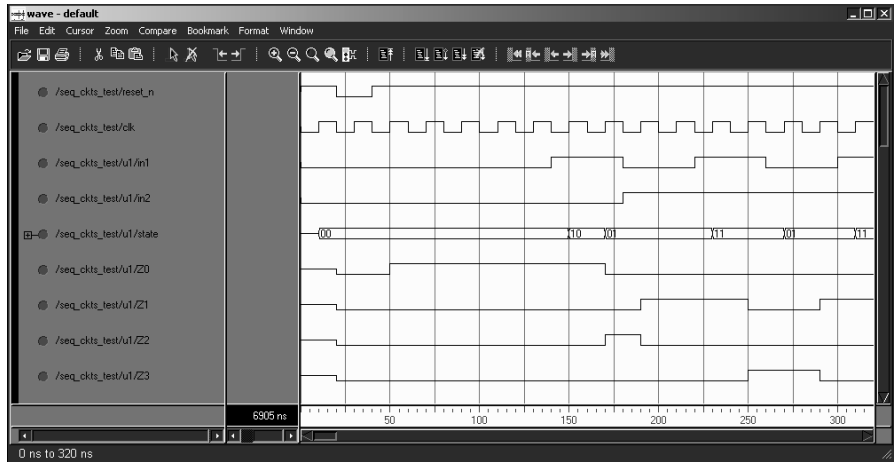 wave - default
File Edit Cursor Zoom Compare Bookmark Format Window
/seq_ckts_test/reset_n
/seq_ckts_test/clk
/seq_ckts_test/u1/in1
/seq_ckts_test/u1/in2
/seq_ckts_test/u1/state 00 10 01 11 01 11
/seq_ckts_test/u1/Z0
/seq_ckts_test/u1/Z1
/seq_ckts_test/u1/Z2
/seq_ckts_test/u1/Z3
6905 ns 50 100 150 200 250 300
0 ns to 320 ns